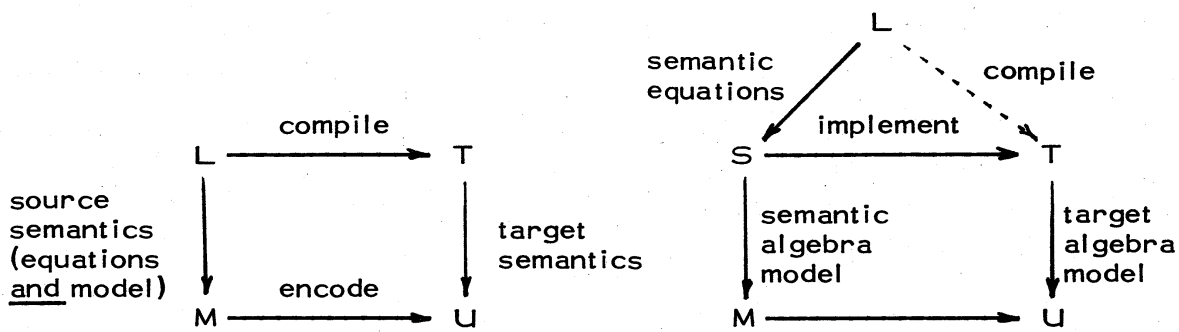 compile
L
T
source
semantics
(equations
and model)
target
semantics
encode
M
U
L
semantic
equations
compile
implement
S
T
semantic
algebra
model
target
algebra
model
M
U